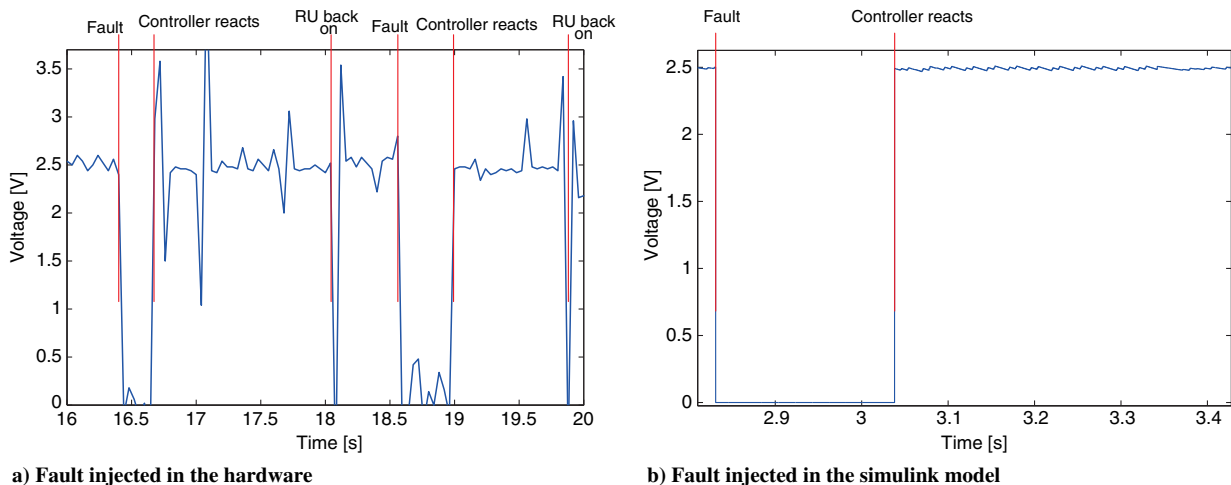 Fault
Controller reacts
RU back
on
Fault
Controller reacts
RU back
on
3.5
3
2.5
2
1.5
1
0.5
0
Voltage [V]
16
16.5
17
17.5
18
18.5
19
19.5
20
Time [s]
a) Fault injected in the hardware
Fault
Controller reacts
2.5
2
1.5
1
0.5
0
Voltage [V]
2.9
3
3.1
3.2
3.3
3.4
Time [s]
b) Fault injected in the simulink model